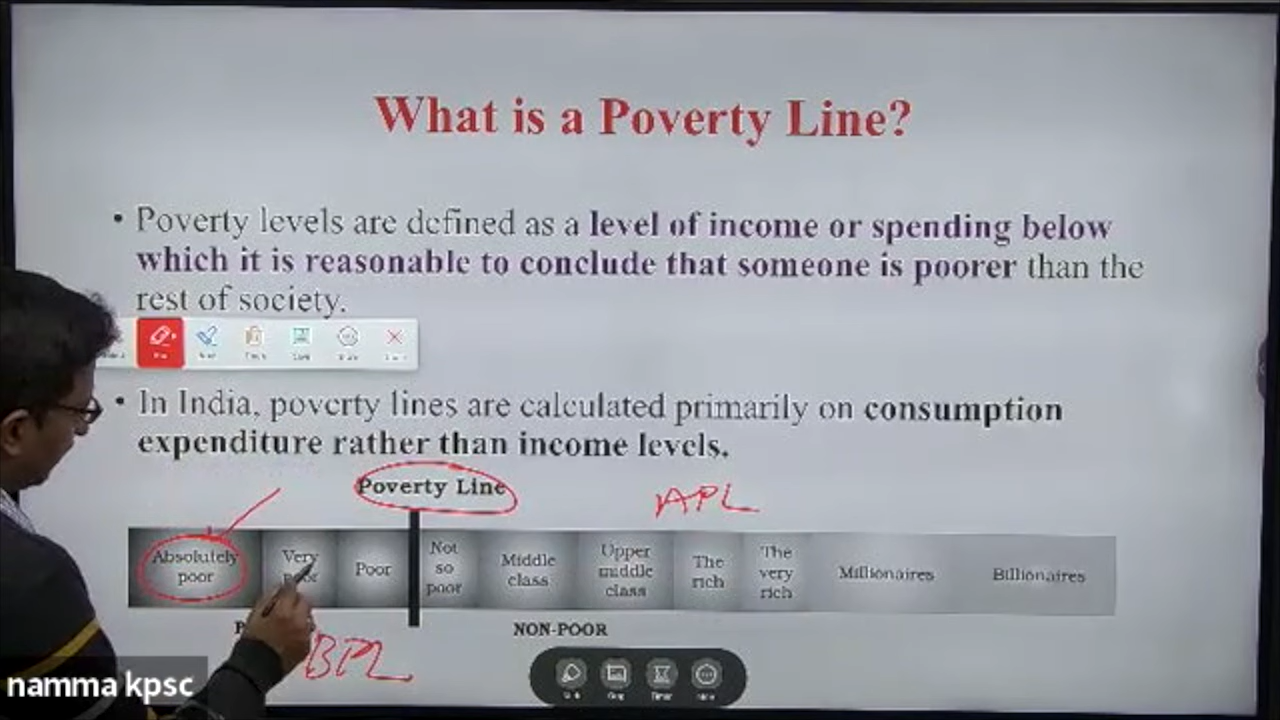 What is a Poverty Line?
• Poverty levels are defined as a level of income or spending below
which it is reasonable to conclude that someone is poorer than the
rest of society.
• In India, poverty lines are calculated primarily on consumption
expenditure rather than income levels.
Poverty Line
APL
Absolutely
poor
Very
poor
Poor
Not
so
poor
Middle
class
Upper
middle
class
The
rich
The
very
rich
Millionaires
Billionaires
NON-POOR
BPL
namma kpsc